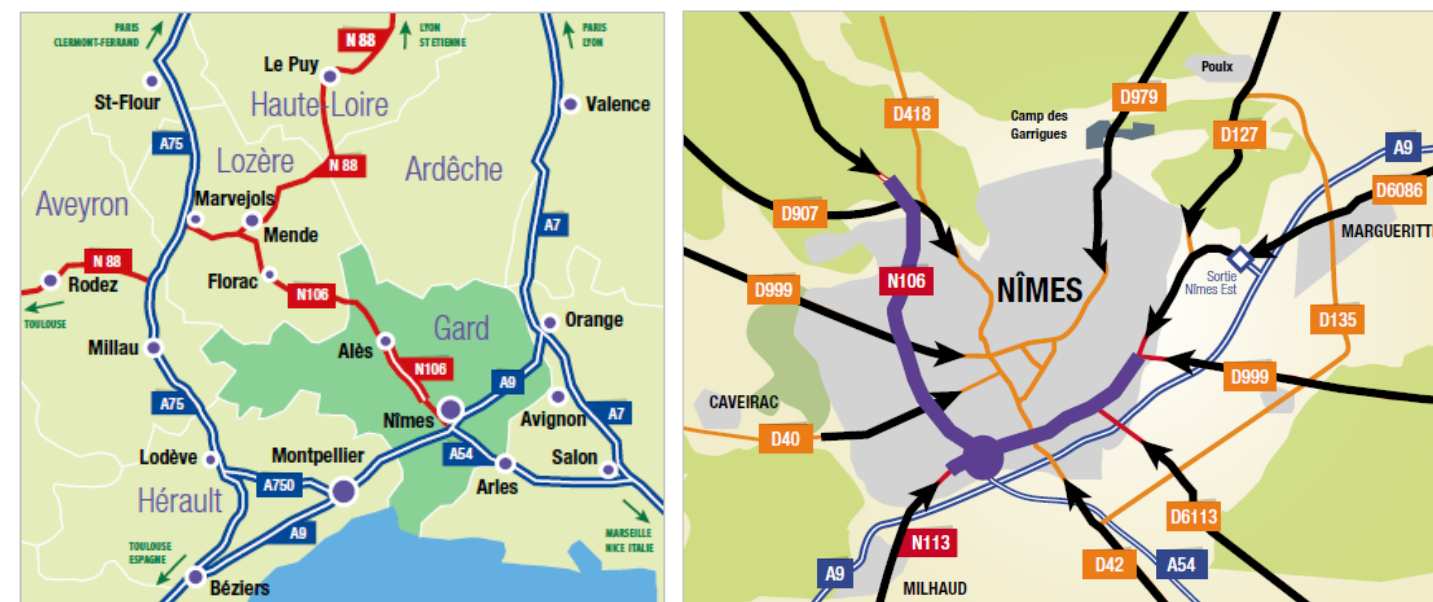 PARIS
CLERMONT-FERRAND
N 88
LYON
ST ETIENNE
PARIS
LYON
Le Puy
St-Flour
Haute-Loire
Valence
A75
Lozère
N 88
Ardêche
Aveyron
Marvejols
Mende
A7
N 88
Rodez
Florac
N106
TOULOUSE
Gard
Orange
Millau
Alès
N106
A9
A75
Nîmes
Avignon
A7
Lodève
Montpellier
A54
Salon
A750
Arles
Hérault
A9
TOULOUSE
ESPAGNE
MARSEILLE
NICE ITALIE
Béziers
Poulx
D979
D418
Camp des
Garrigues
D127
A9
D6086
D907
MARGUERITT
N106
Sortie
Nîmes Est
D999
NÎMES
D135
D999
CAVEIRAC
D40
D6113
N113
D42
A54
A9
MILHAUD